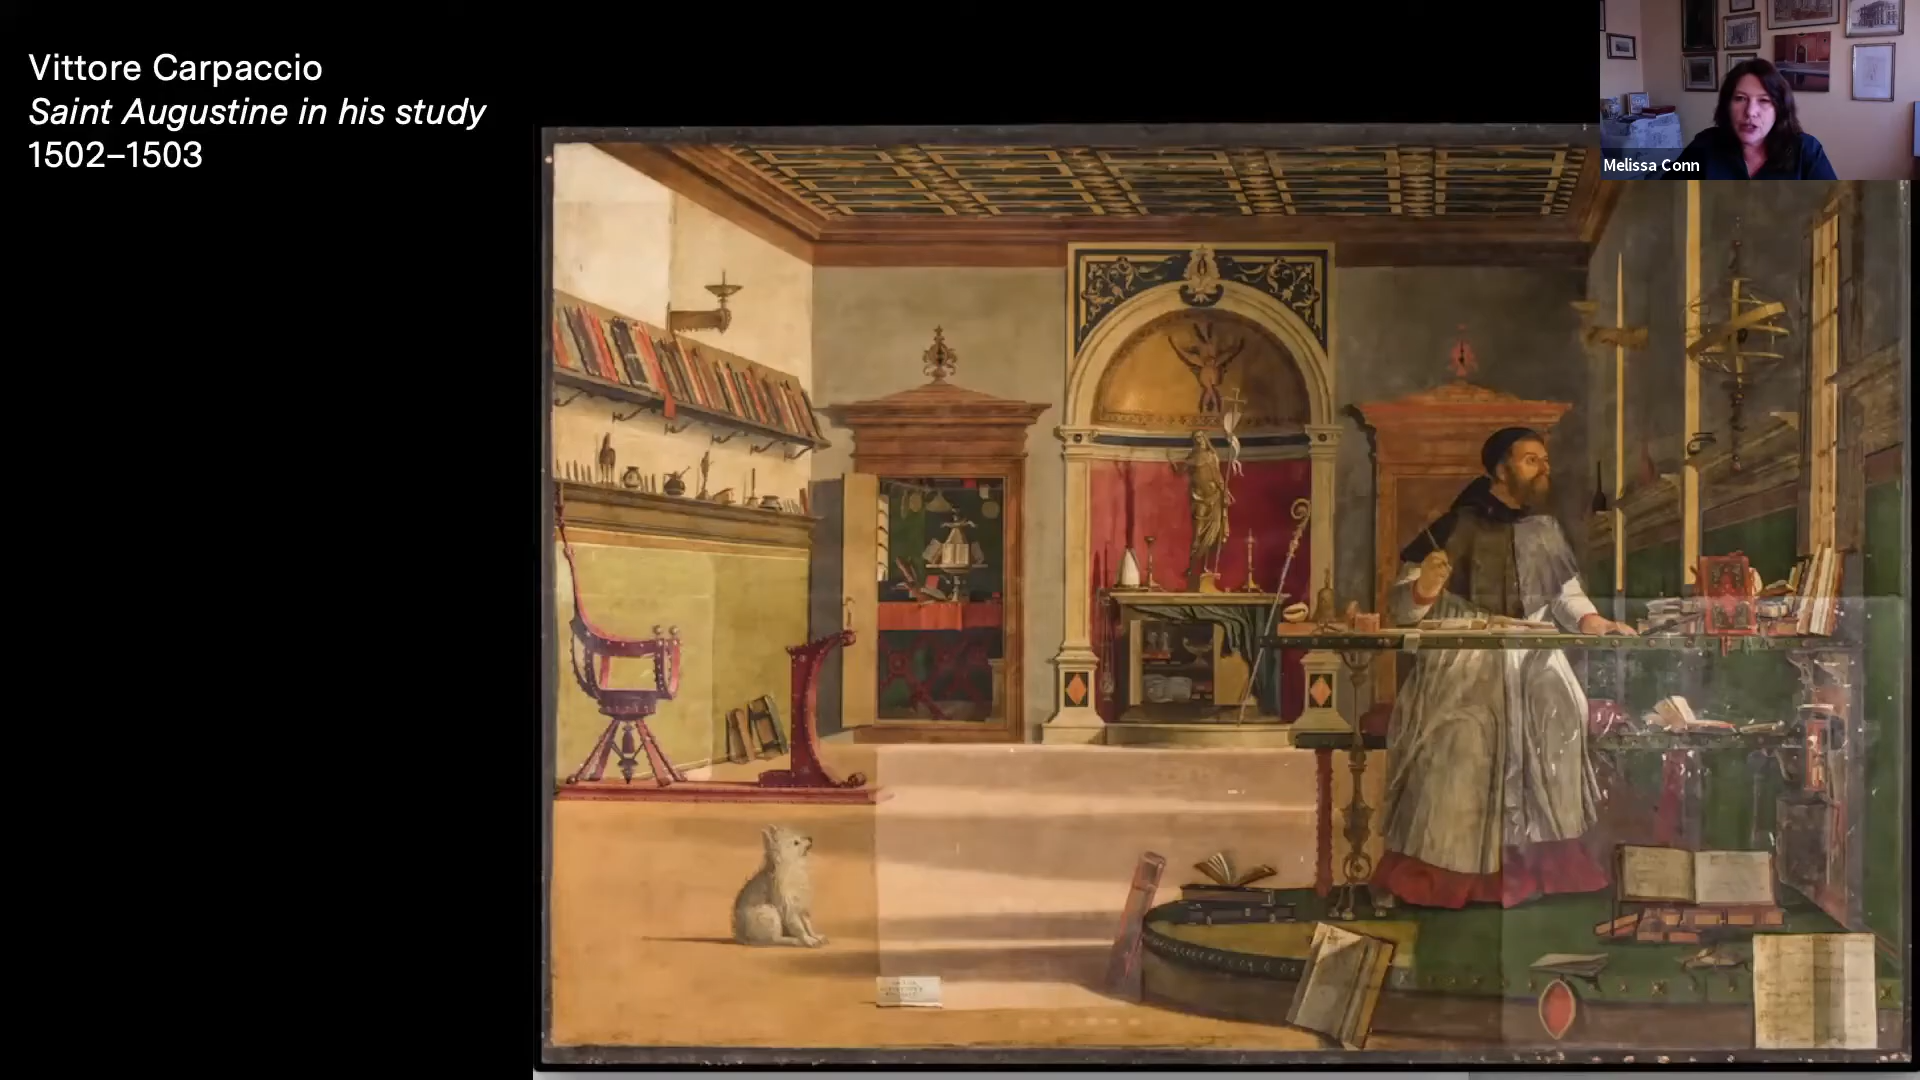 Vittore Carpaccio
Saint Augustine in his study
1502–1503
Melissa Conn